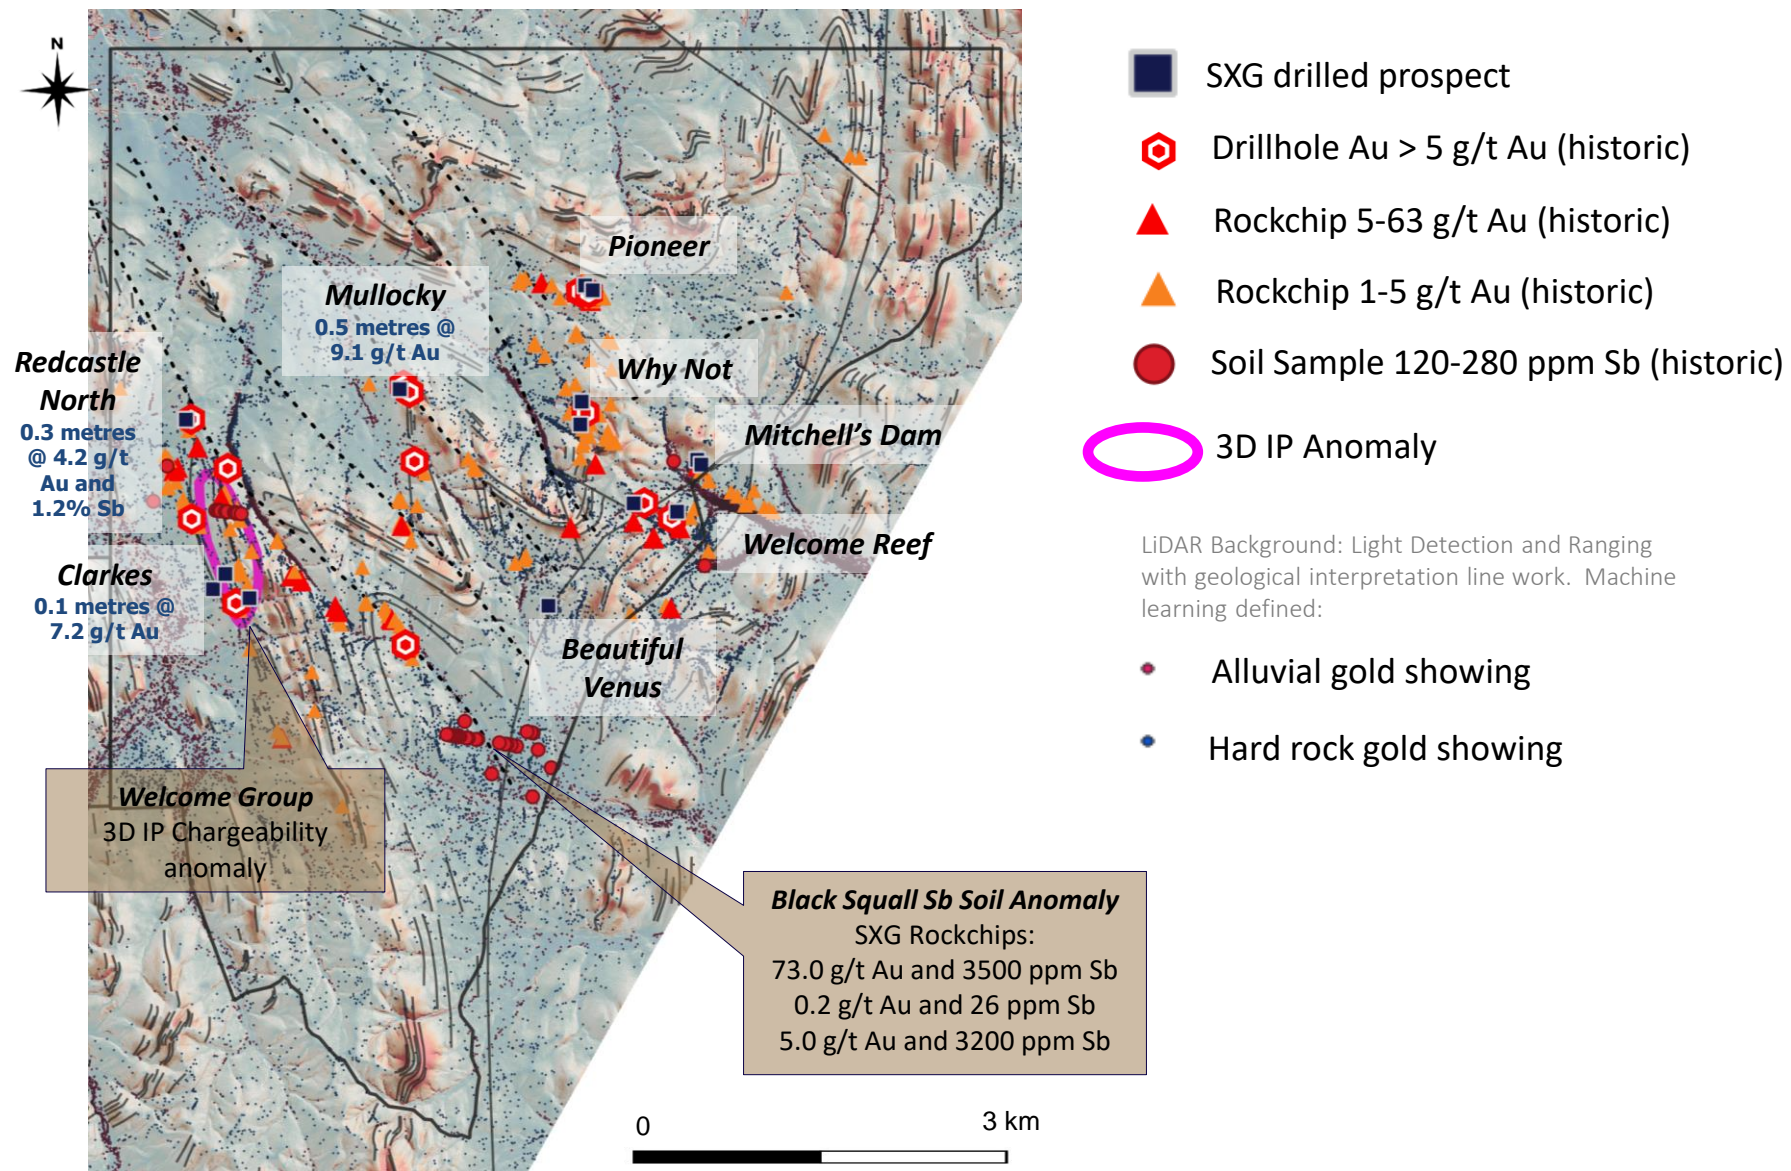 N
Pioneer
Mullocky
0.5 metres @
9.1 g/t Au
Redcastle
North
0.3 metres
@ 4.2 g/t
Au and
1.2% Sb
Why Not
Mitchell's Dam
Welcome Reef
Clarkes
0.1 metres @
7.2 g/t Au
Beautiful
Venus
Welcome Group
3D IP Chargeability
anomaly
Black Squall Sb Soil Anomaly
SXG Rockchips:
73.0 g/t Au and 3500 ppm Sb
0.2 g/t Au and 26 ppm Sb
5.0 g/t Au and 3200 ppm Sb
0
3 km
SXG drilled prospect
Drillhole Au > 5 g/t Au (historic)
Rockchip 5-63 g/t Au (historic)
Rockchip 1-5 g/t Au (historic)
Soil Sample 120-280 ppm Sb (historic)
3D IP Anomaly
LiDAR Background: Light Detection and Ranging
with geological interpretation line work.  Machine
learning defined:
Alluvial gold showing
Hard rock gold showing